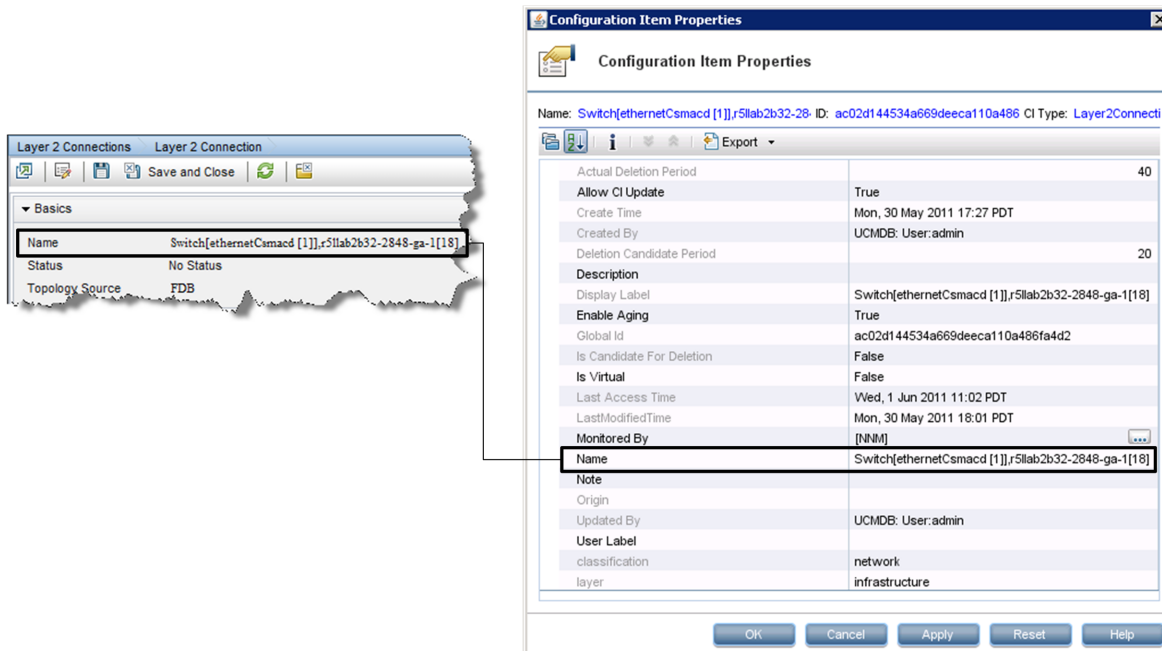 Layer 2 Connections Layer 2 Connection
Save and Close
Basics
Name Switch[ethernetCsmacd [1]],r5llab2b32-2848-ga-1[18]
Status No Status
Topology Source FDB
Configuration Item Properties
Configuration Item Properties
Name: Switch[ethernetCsmacd [1]],r5llab2b32-28- ID: ac02d144534a669deeca110a486 CI Type: Layer2Connecti
Export
Actual Deletion Period 40
Allow CI Update True
Create Time Mon, 30 May 2011 17:27 PDT
Created By UCMDB: User:admin
Deletion Candidate Period 20
Description
Display Label Switch[ethernetCsmacd [1]],r5llab2b32-2848-ga-1[18]
Enable Aging True
Global Id ac02d144534a669deeca110a486fa4d2
Is Candidate For Deletion False
Is Virtual False
Last Access Time Wed, 1 Jun 2011 11:02 PDT
LastModifiedTime Mon, 30 May 2011 18:01 PDT
Monitored By [NNM] ...
Name Switch[ethernetCsmacd [1]],r5llab2b32-2848-ga-1[18]
Note
Origin
Updated By UCMDB: User:admin
User Label
classification network
layer infrastructure
OK Cancel Apply Reset Help